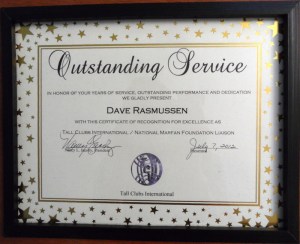 Outstanding Service
IN HONOR OF YOUR YEARS OF SERVICE, OUTSTANDING PERFORMANCE AND DEDICATION
WE GLADLY PRESENT
DAVE RASMUSSEN
WITH THIS CERTIFICATE OF RECOGNITION FOR EXCELLENCE AS
TALL CLUBS INTERNATIONAL / NATIONAL MARFAN FOUNDATION LIAISON
July 7, 2012
Tall Clubs International